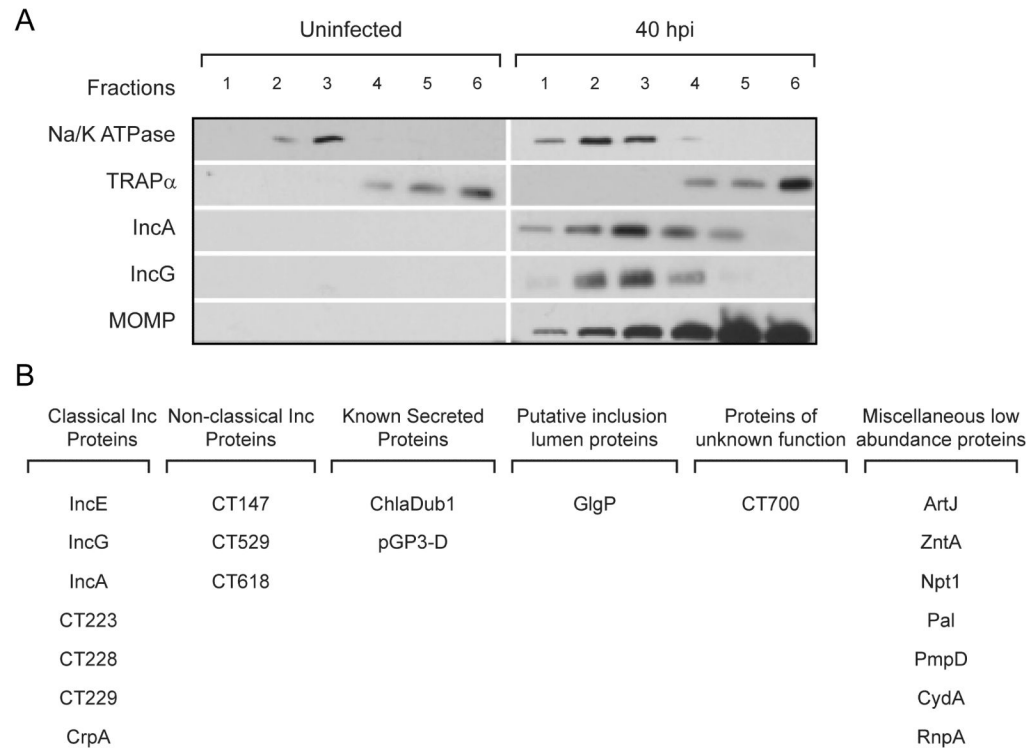 A
Uninfected 40 hpi
Fractions 1 2 3 4 5 6 1 2 3 4 5 6
Na/K ATPase
TRAPα
IncA
IncG
MOMP
B
Classical Inc Non-classical Inc Known Secreted Putative inclusion Proteins of Miscellaneous low
Proteins Proteins Proteins lumen proteins unknown function abundance proteins
IncE CT147 ChlaDub1 GlgP CT700 ArtJ
IncG CT529 pGP3-D ZntA
IncA CT618 Npt1
CT223 Pal
CT228 PmpD
CT229 CydA
CrpA RnpA